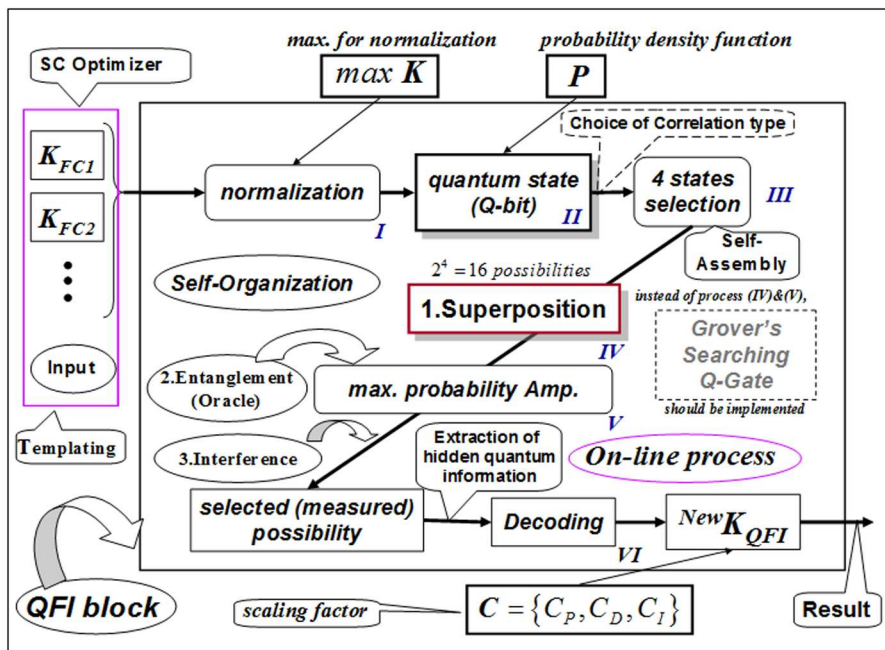 max. for normalization
probability density function
SC Optimizer
max K
P
Choice of Correlation type
K_FC1
K_FC2
normalization
I
quantum state
(Q-bit)
II
4 states
selection
III
Self-
Assembly
Self-Organization
2^4 = 16 possibilities
1.Superposition
IV
instead of process (IV)&(V),
Grover's
Searching
Q-Gate
should be implemented
Input
2.Entanglement
(Oracle)
max. probability Amp.
V
Templating
3.Interference
Extraction of
hidden quantum
information
On-line process
selected (measured)
possibility
Decoding
VI
New K_QFI
QFI block
scaling factor
C = {C_P, C_D, C_I}
Result